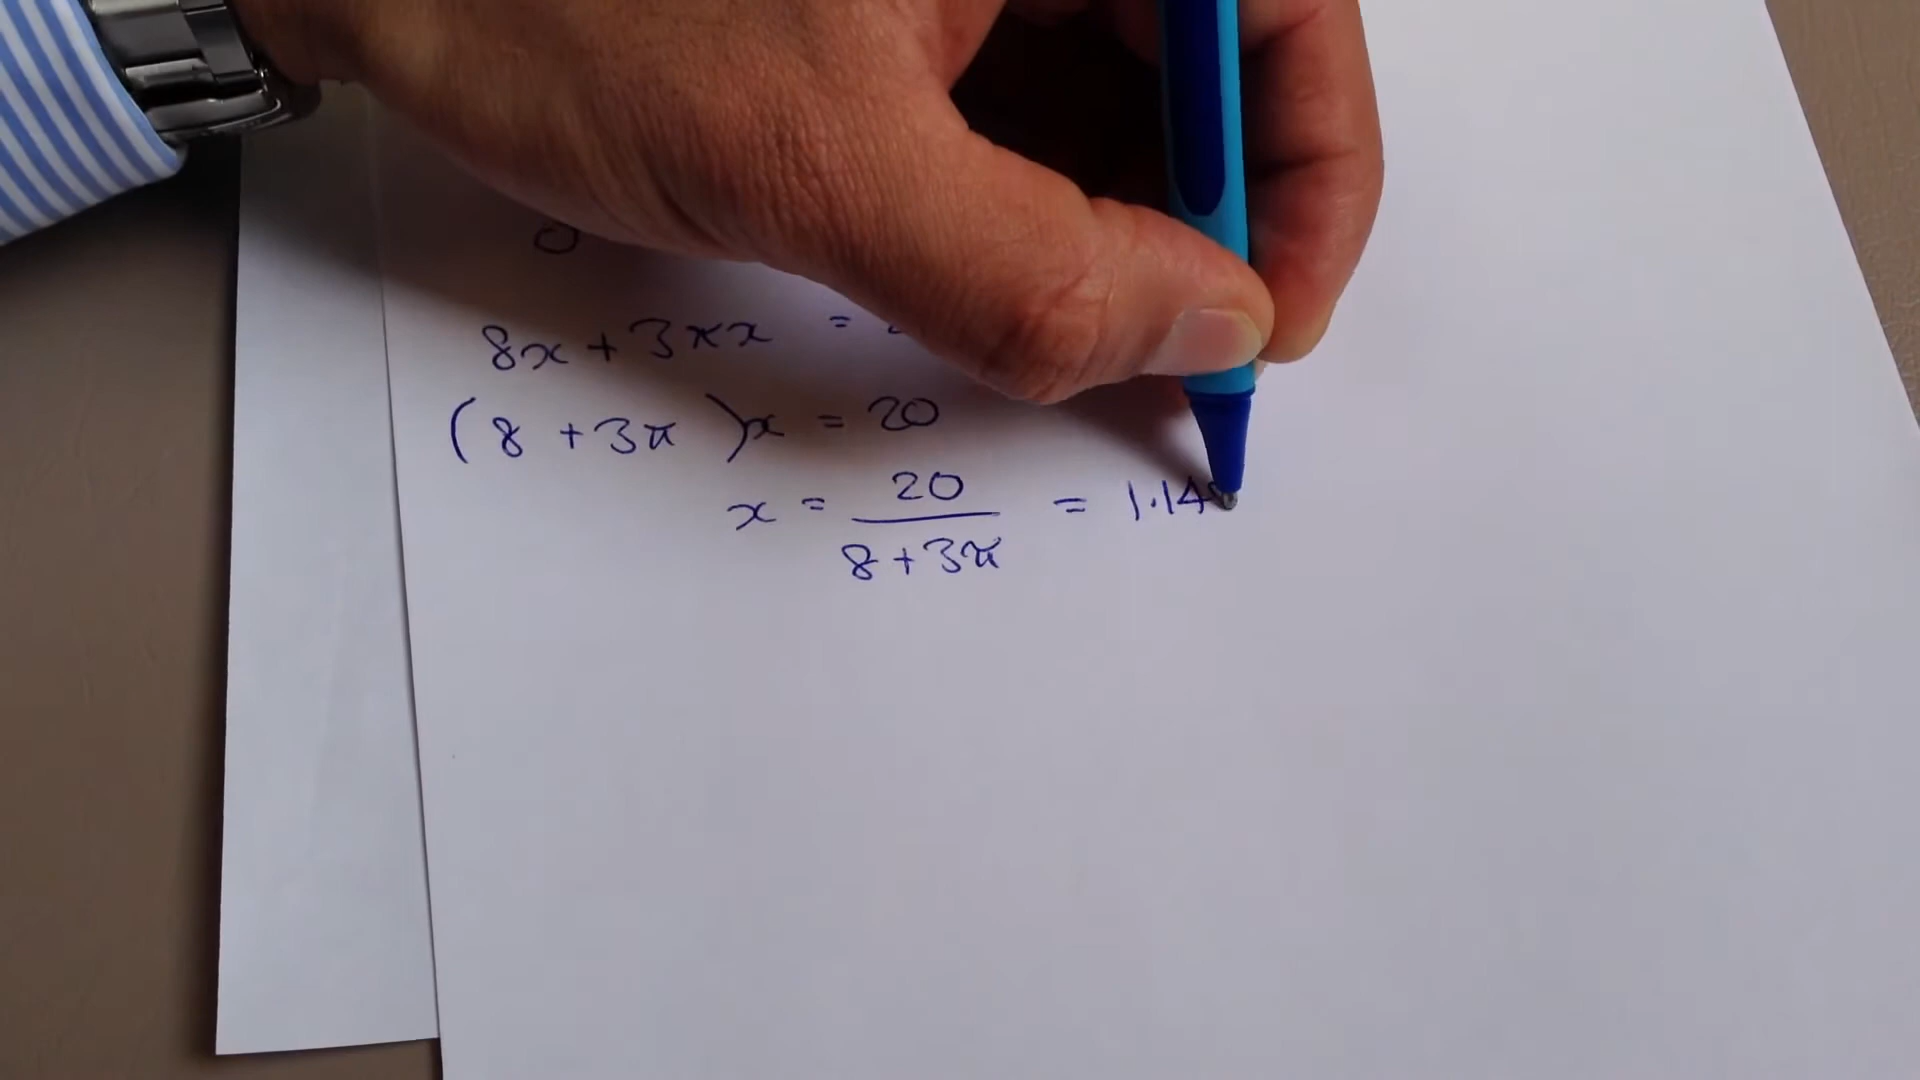 8x + 3πx =
(8 + 3π)x = 20
x = 20 / (8 + 3π) = 1.14